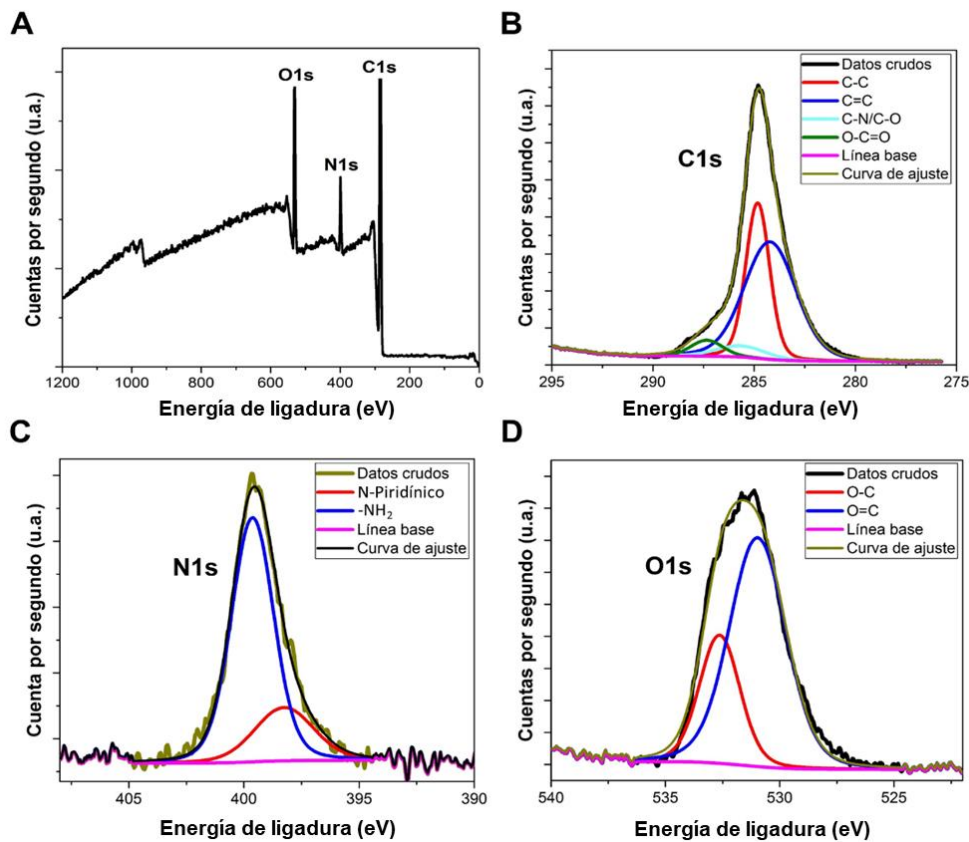 A
O1s
C1s
N1s
Cuentas por segundo (u.a.)
1200 1000 800 600 400 200 0
Energía de ligadura (eV)
B
Datos crudos
C-C
C=C
C-N/C-O
O-C=O
Línea base
Curva de ajuste
C1s
Cuentas por segundo (u.a.)
295 290 285 280 275
Energía de ligadura (eV)
C
Datos crudos
N-Piridínico
-NH₂
Línea base
Curva de ajuste
N1s
Cuenta por segundo (u.a.)
405 400 395 390
Energía de ligadura (eV)
D
Datos crudos
O-C
O=C
Línea base
Curva de ajuste
O1s
Cuentas por segundo (u.a.)
540 535 530 525
Energía de ligadura (eV)